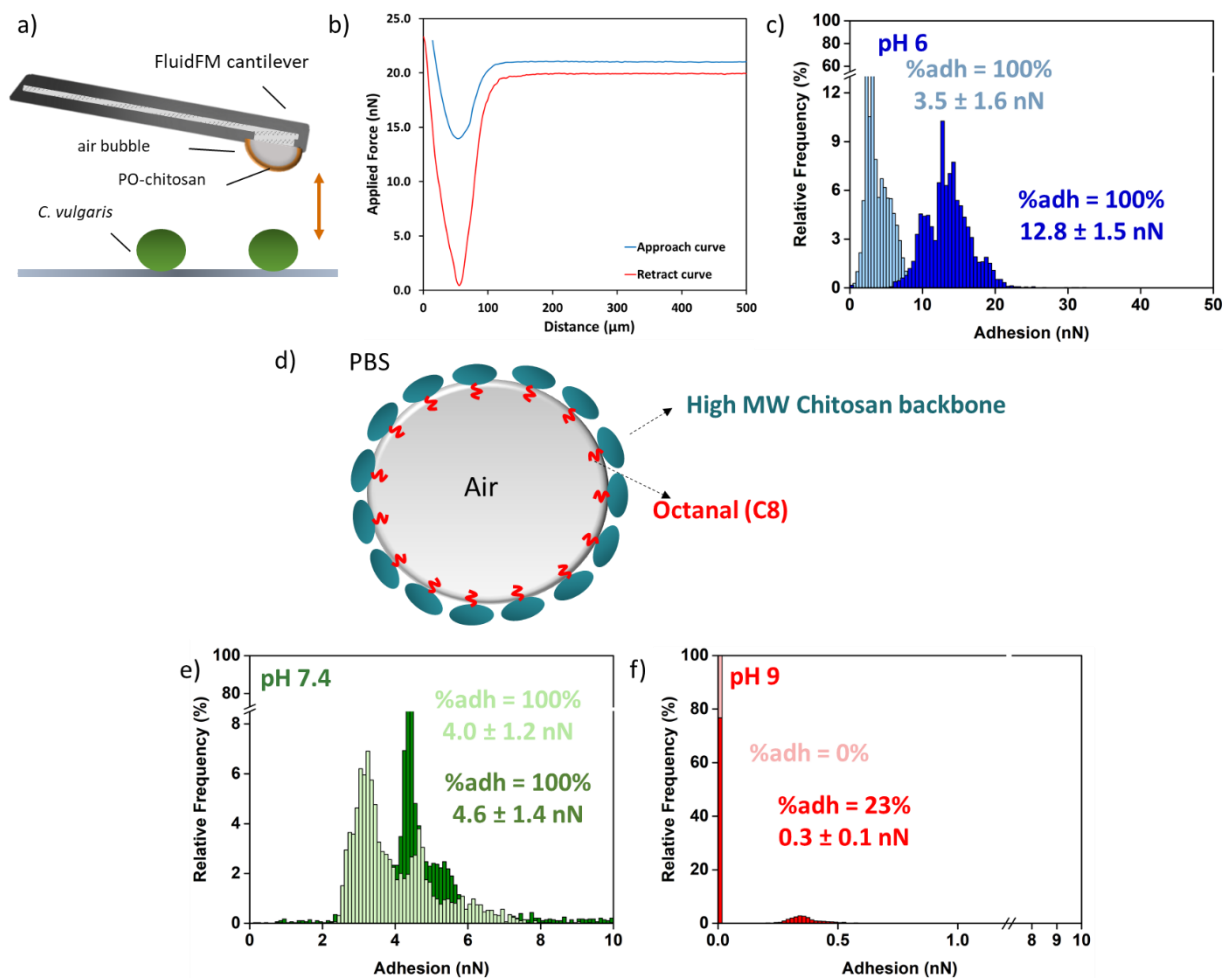 a)
FluidFM cantilever
air bubble
PO-chitosan
C. vulgaris
b)
25.0
20.0
15.0
10.0
5.0
0.0
Applied Force (nN)
0 100 200 300 400 500
Distance (µm)
Approach curve
Retract curve
c)
pH 6
%adh = 100%
3.5 ± 1.6 nN
%adh = 100%
12.8 ± 1.5 nN
100
80
60
9
6
3
0
Relative Frequency (%)
0 10 20 30 40 50
Adhesion (nN)
d)
PBS
Air
High MW Chitosan backbone
Octanal (C8)
e)
pH 7.4
%adh = 100%
4.0 ± 1.2 nN
%adh = 100%
4.6 ± 1.4 nN
100
80
8
6
4
2
0
Relative Frequency (%)
0 2 4 6 8 10
Adhesion (nN)
f)
pH 9
%adh = 0%
%adh = 23%
0.3 ± 0.1 nN
100
80
60
40
20
0
Relative Frequency (%)
0.0 0.5 1.0 8 9 10
Adhesion (nN)